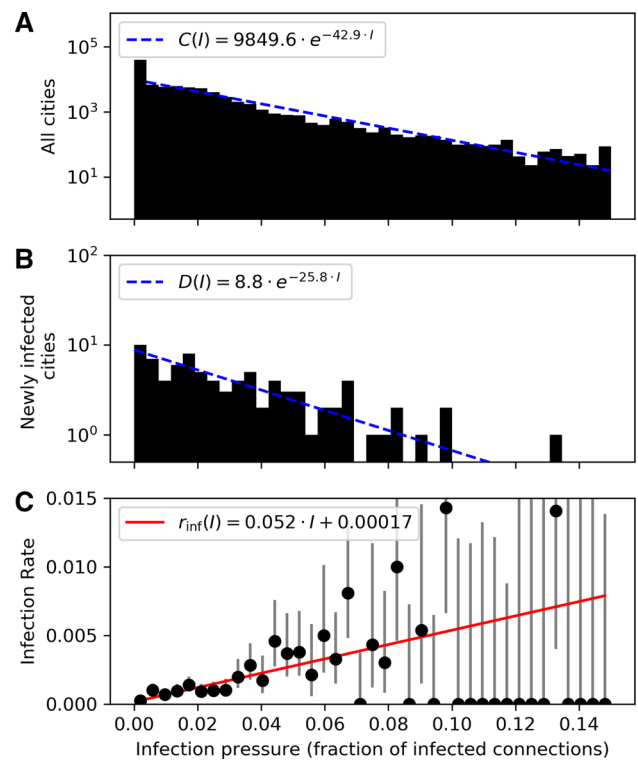 A
C(I) = 9849.6 · e^{−42.9 · I}
10^5
10^3
10^1
All cities
B
D(I) = 8.8 · e^{−25.8 · I}
10^2
10^1
10^0
Newly infected
cities
C
r_{inf}(I) = 0.052 · I + 0.00017
0.015
0.010
0.005
0.000
Infection Rate
0.00 0.02 0.04 0.06 0.08 0.10 0.12 0.14
Infection pressure (fraction of infected connections)